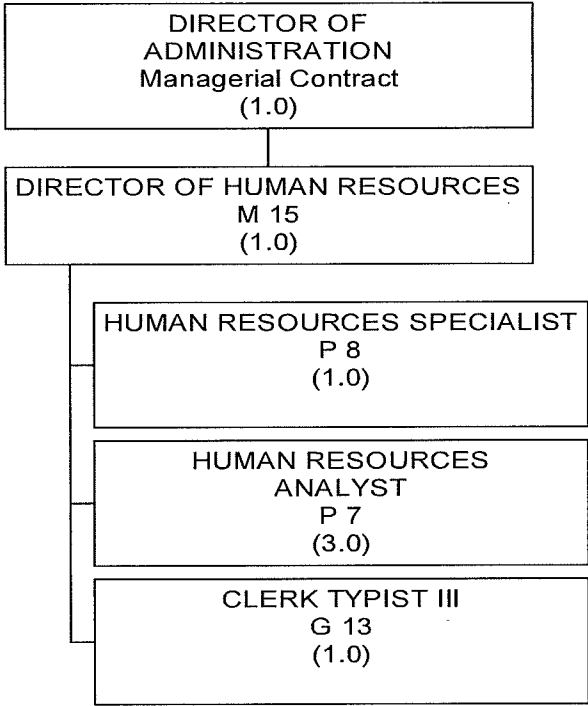 DIRECTOR OF
ADMINISTRATION
Managerial Contract
(1.0)
DIRECTOR OF HUMAN RESOURCES
M 15
(1.0)
HUMAN RESOURCES SPECIALIST
P 8
(1.0)
HUMAN RESOURCES
ANALYST
P 7
(3.0)
CLERK TYPIST III
G 13
(1.0)